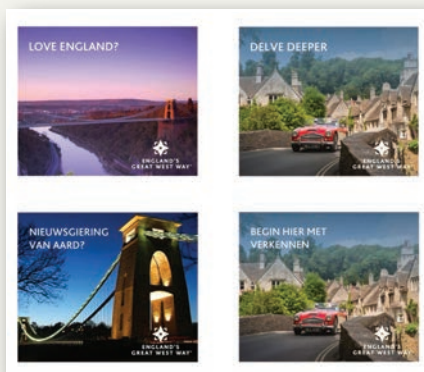 LOVE ENGLAND?
ENGLAND'S
GREAT WEST WAY®
DELVE DEEPER
ENGLAND'S
GREAT WEST WAY®
NIEUWSGIERING
VAN AARD?
ENGLAND'S
GREAT WEST WAY®
BEGIN HIER MET
VERKENNEN
ENGLAND'S
GREAT WEST WAY®